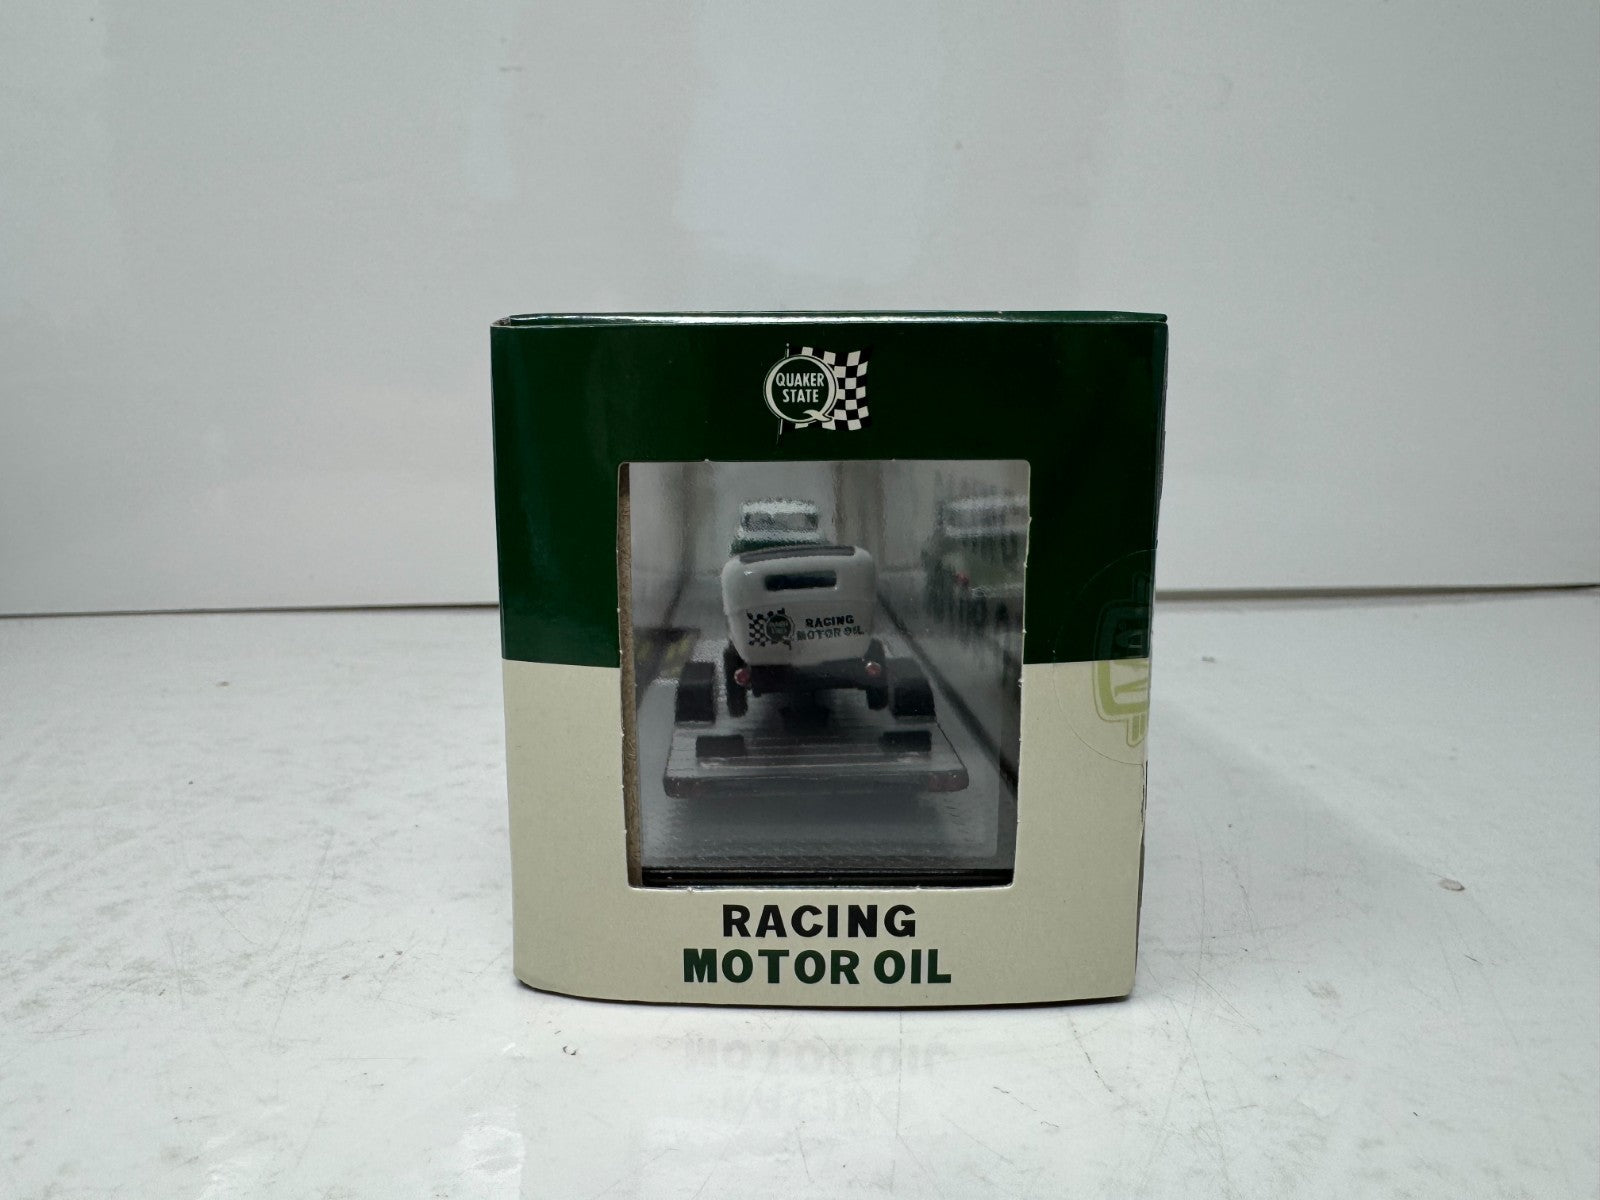 QUAKER
STATE
RACING
MOTOR OIL
RACING
MOTOR OIL